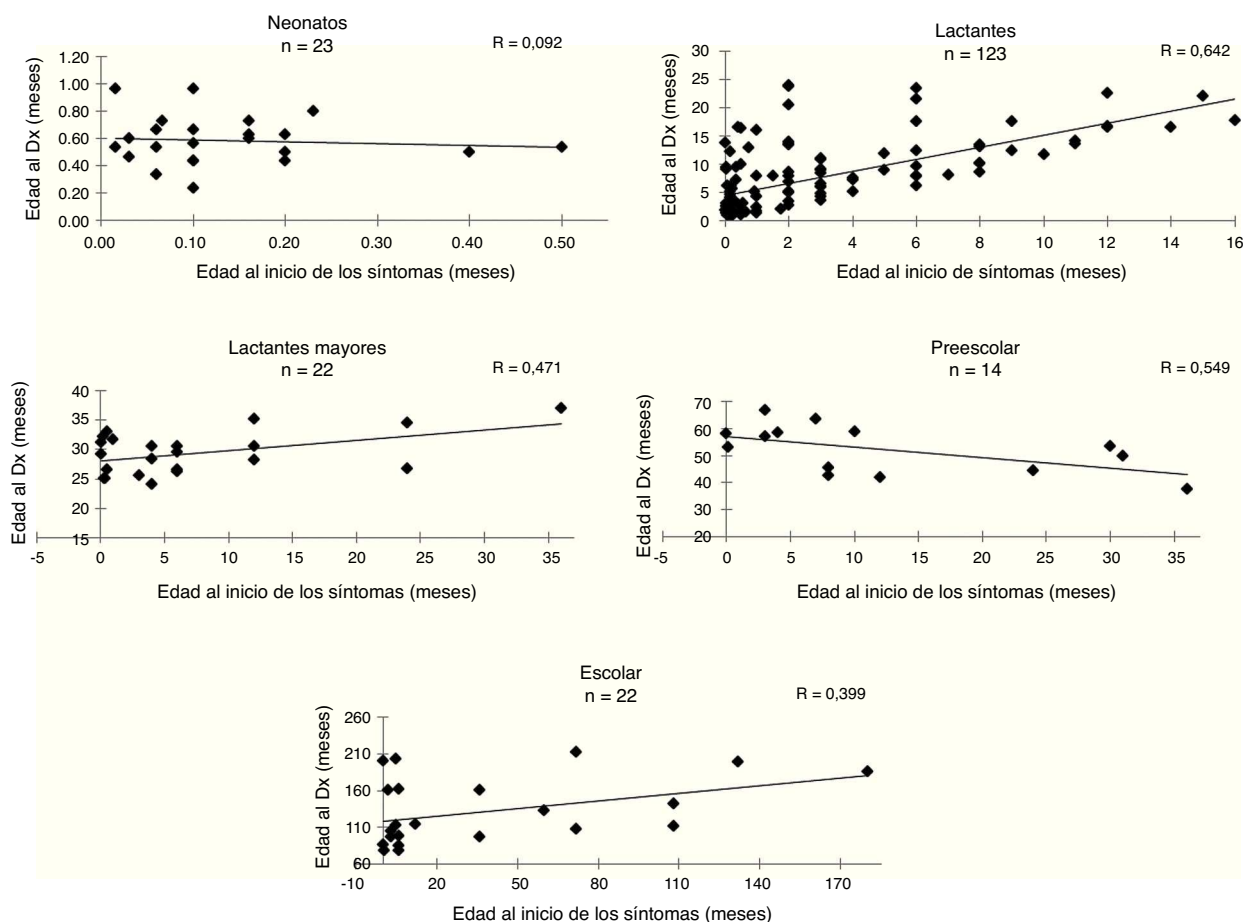 Neonatos
n = 23
R = 0,092
Edad al Dx (meses)
1.20
1.00
0.80
0.60
0.40
0.20
0.00
0.00 0.10 0.20 0.30 0.40 0.50
Edad al inicio de los síntomas (meses)
Lactantes
n = 123
R = 0,642
Edad al Dx (meses)
30
25
20
15
10
5
0
0 2 4 6 8 10 12 14 16
Edad al inicio de síntomas (meses)
Lactantes mayores
n = 22
R = 0,471
Edad al Dx (meses)
40
35
30
25
20
15
-5 0 5 10 15 20 25 30 35
Edad al inicio de los síntomas (meses)
Preescolar
n = 14
R = 0,549
Edad al Dx (meses)
70
60
50
40
30
20
-5 0 5 10 15 20 25 30 35
Edad al inicio de los síntomas (meses)
Escolar
n = 22
R = 0,399
Edad al Dx (meses)
260
210
160
110
60
-10 20 50 80 110 140 170
Edad al inicio de los síntomas (meses)